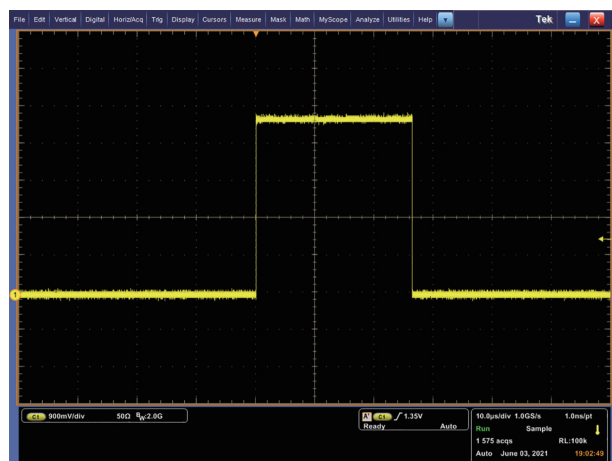 File Edit Vertical Digital Horiz/Acq Trig Display Cursors Measure Mask Math MyScope Analyze Utilities Help Tek X
1
C1 900mV/div 50Ω BW:2.0G
A' C1 1.35V
Ready Auto
10.0µs/div 1.0GS/s 1.0ns/pt
Run Sample
1 575 acqs RL:100k
Auto June 03, 2021 19:02:49